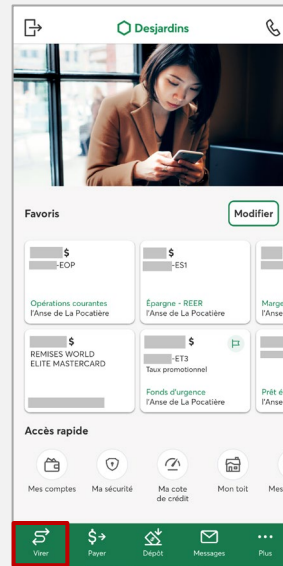 Desjardins
Favoris
Modifier
$
-EOP
Opérations courantes
l'Anse de La Pocatière
$
-ES1
Épargne - REER
l'Anse de La Pocatière
Marge
l'Anse
$
REMISES WORLD
ELITE MASTERCARD
$
-ET3
Taux promotionnel
Fonds d'urgence
l'Anse de La Pocatière
Prêt é
l'Anse
Accès rapide
Mes comptes
Ma sécurité
Ma cote
de crédit
Mon toit
Mes
Virer
Payer
Dépôt
Messages
Plus